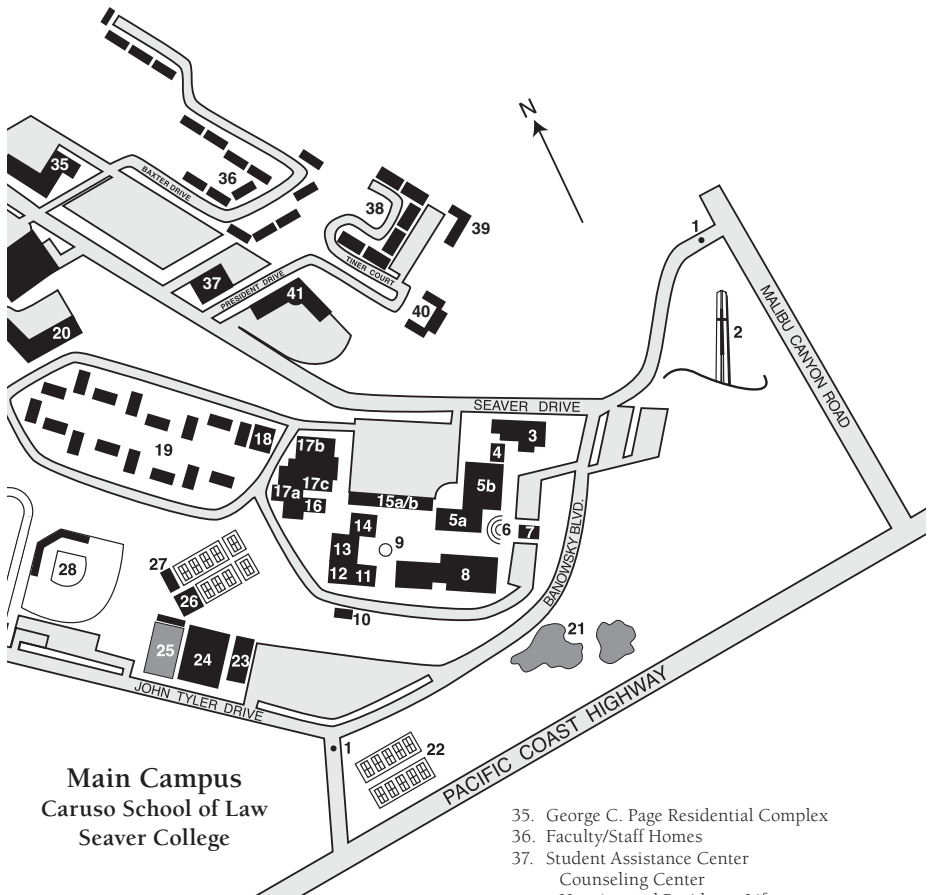 N
35
BAXTER DRIVE
36
38
39
1
37
PRESIDENT DRIVE
TINER COURT
41
40
MALIBU CANYON ROAD
2
20
SEAVER DRIVE
19
18
17b
3
4
17c
17a
16
15a/b
5b
5a
6
7
14
9
13
12
11
8
BANOWSKY BLVD.
28
27
26
10
21
25
24
23
JOHN TYLER DRIVE
1
22
PACIFIC COAST HIGHWAY
Main Campus
Caruso School of Law
Seaver College
35. George C. Page Residential Complex
36. Faculty/Staff Homes
37. Student Assistance Center
Counseling Center